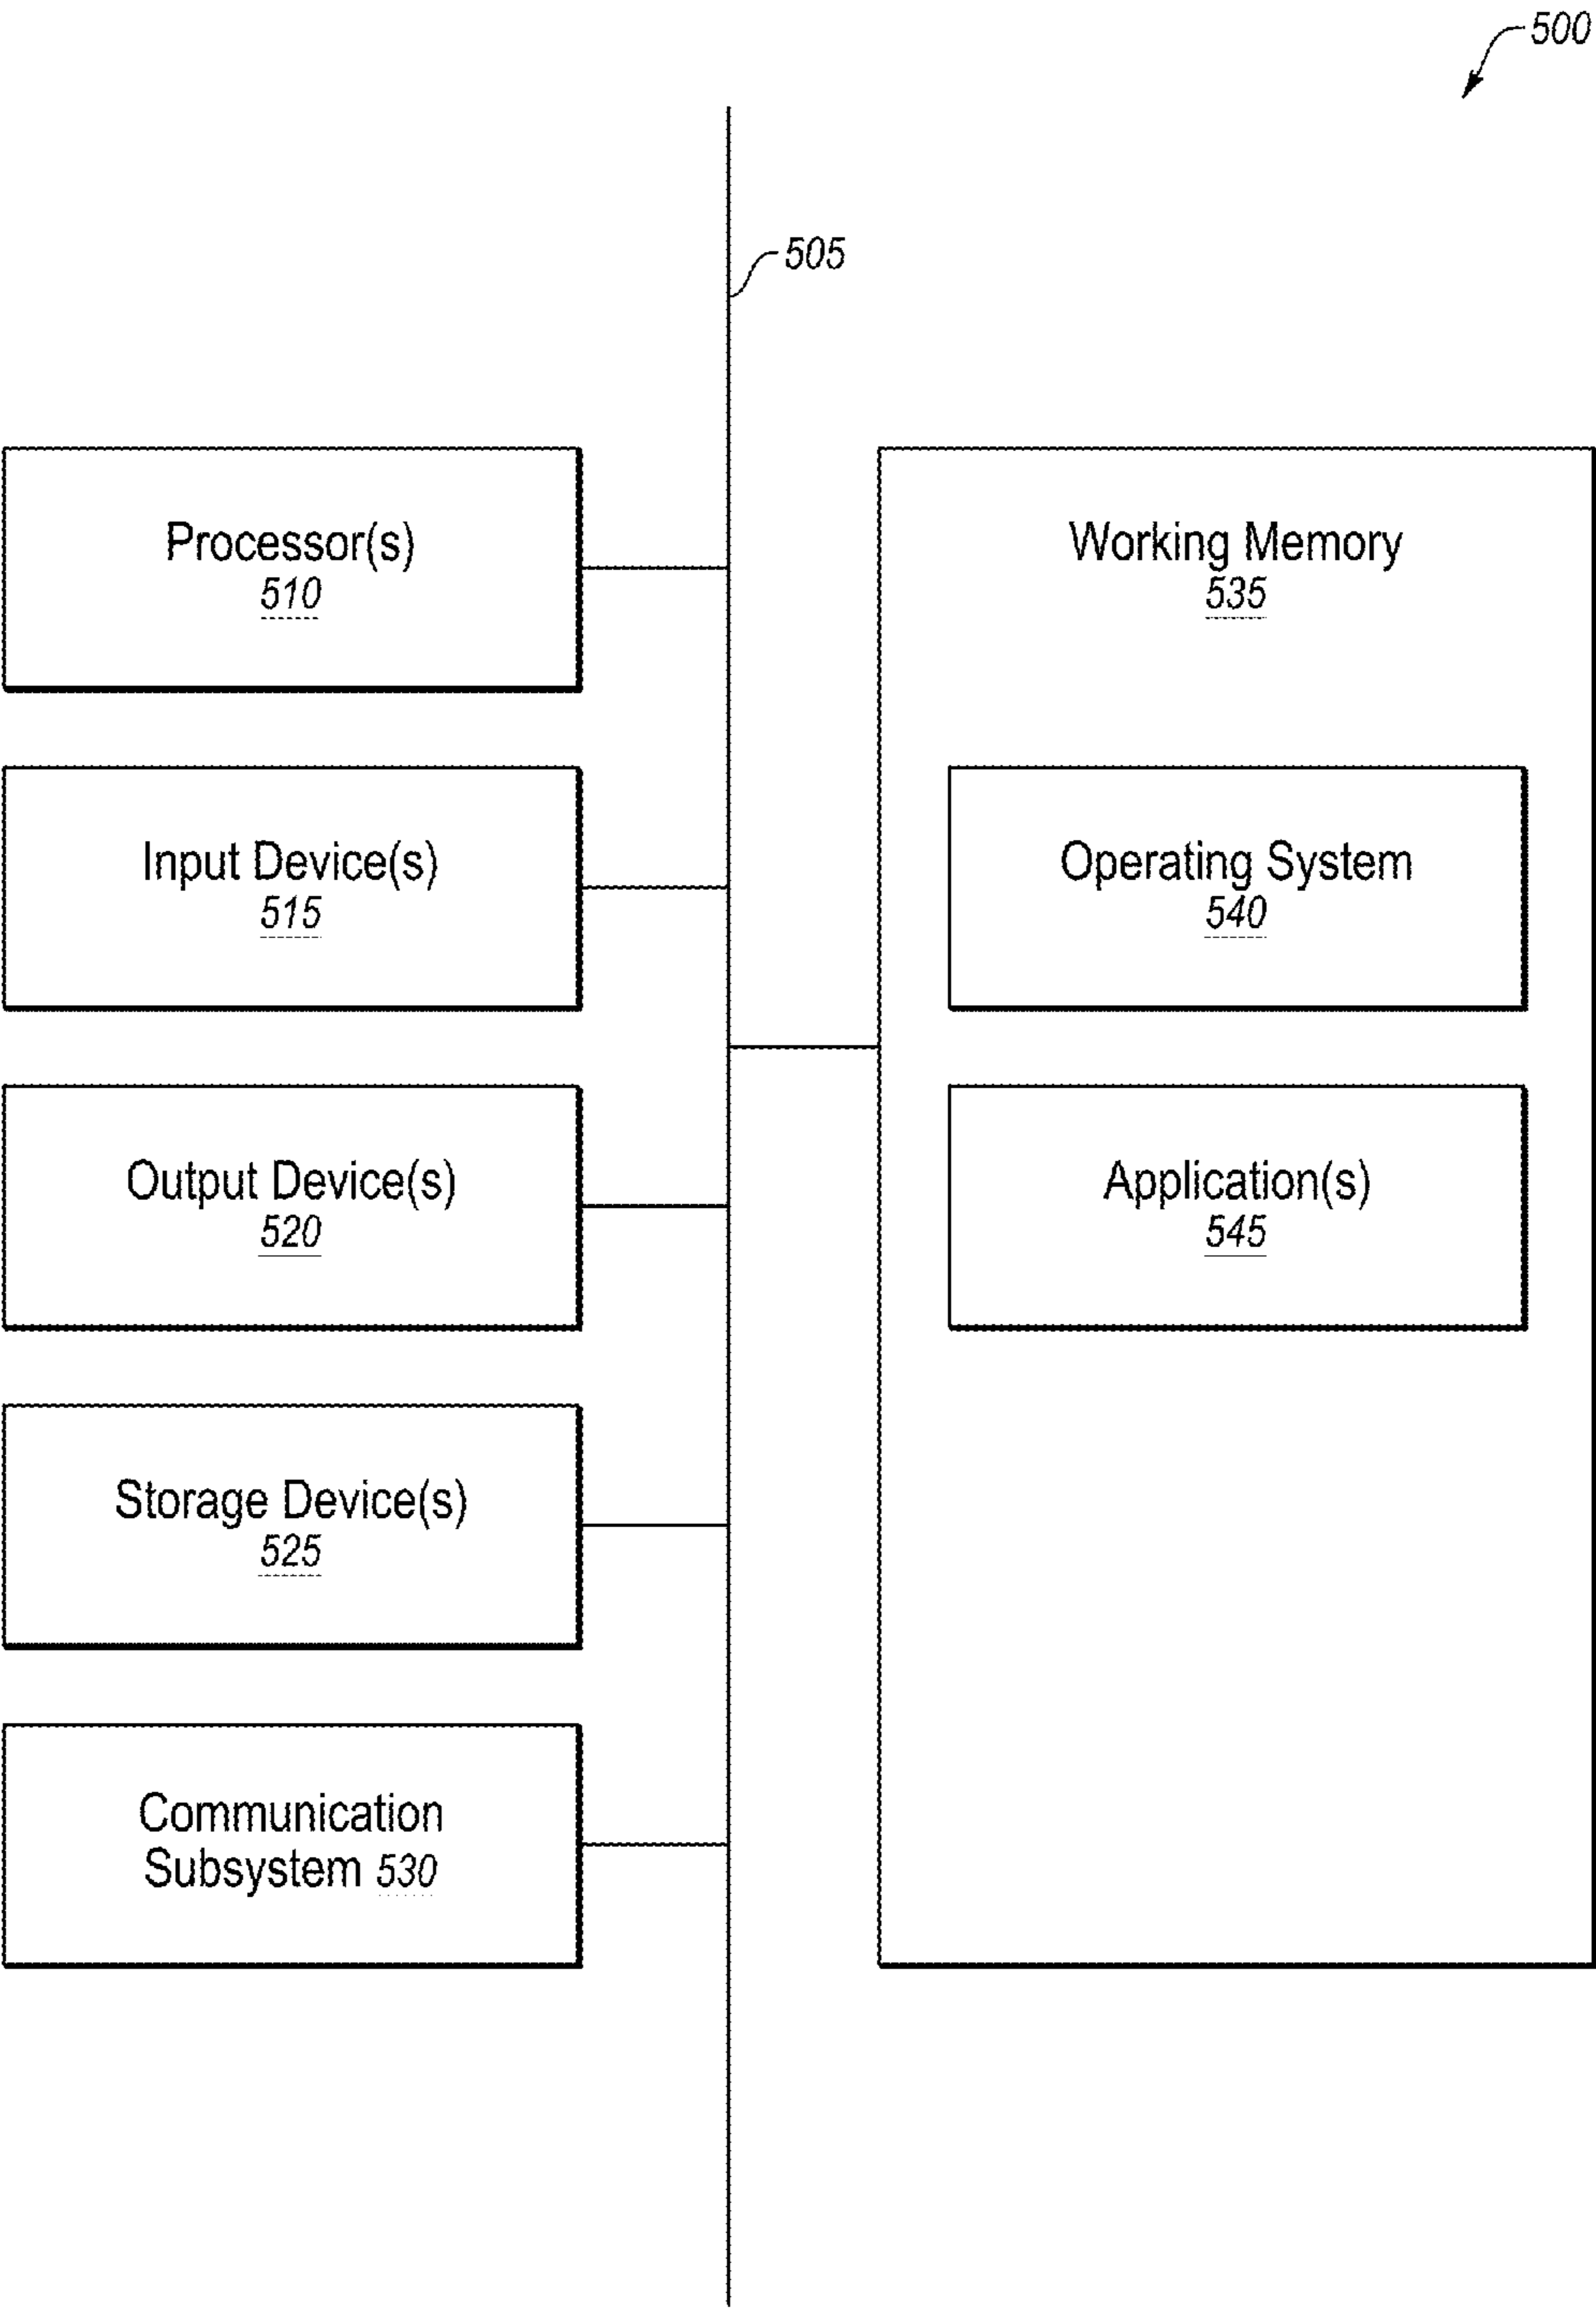 500
505
Processor(s)
510
Input Device(s)
515
Output Device(s)
520
Storage Device(s)
525
Communication
Subsystem 530
Working Memory
535
Operating System
540
Application(s)
545